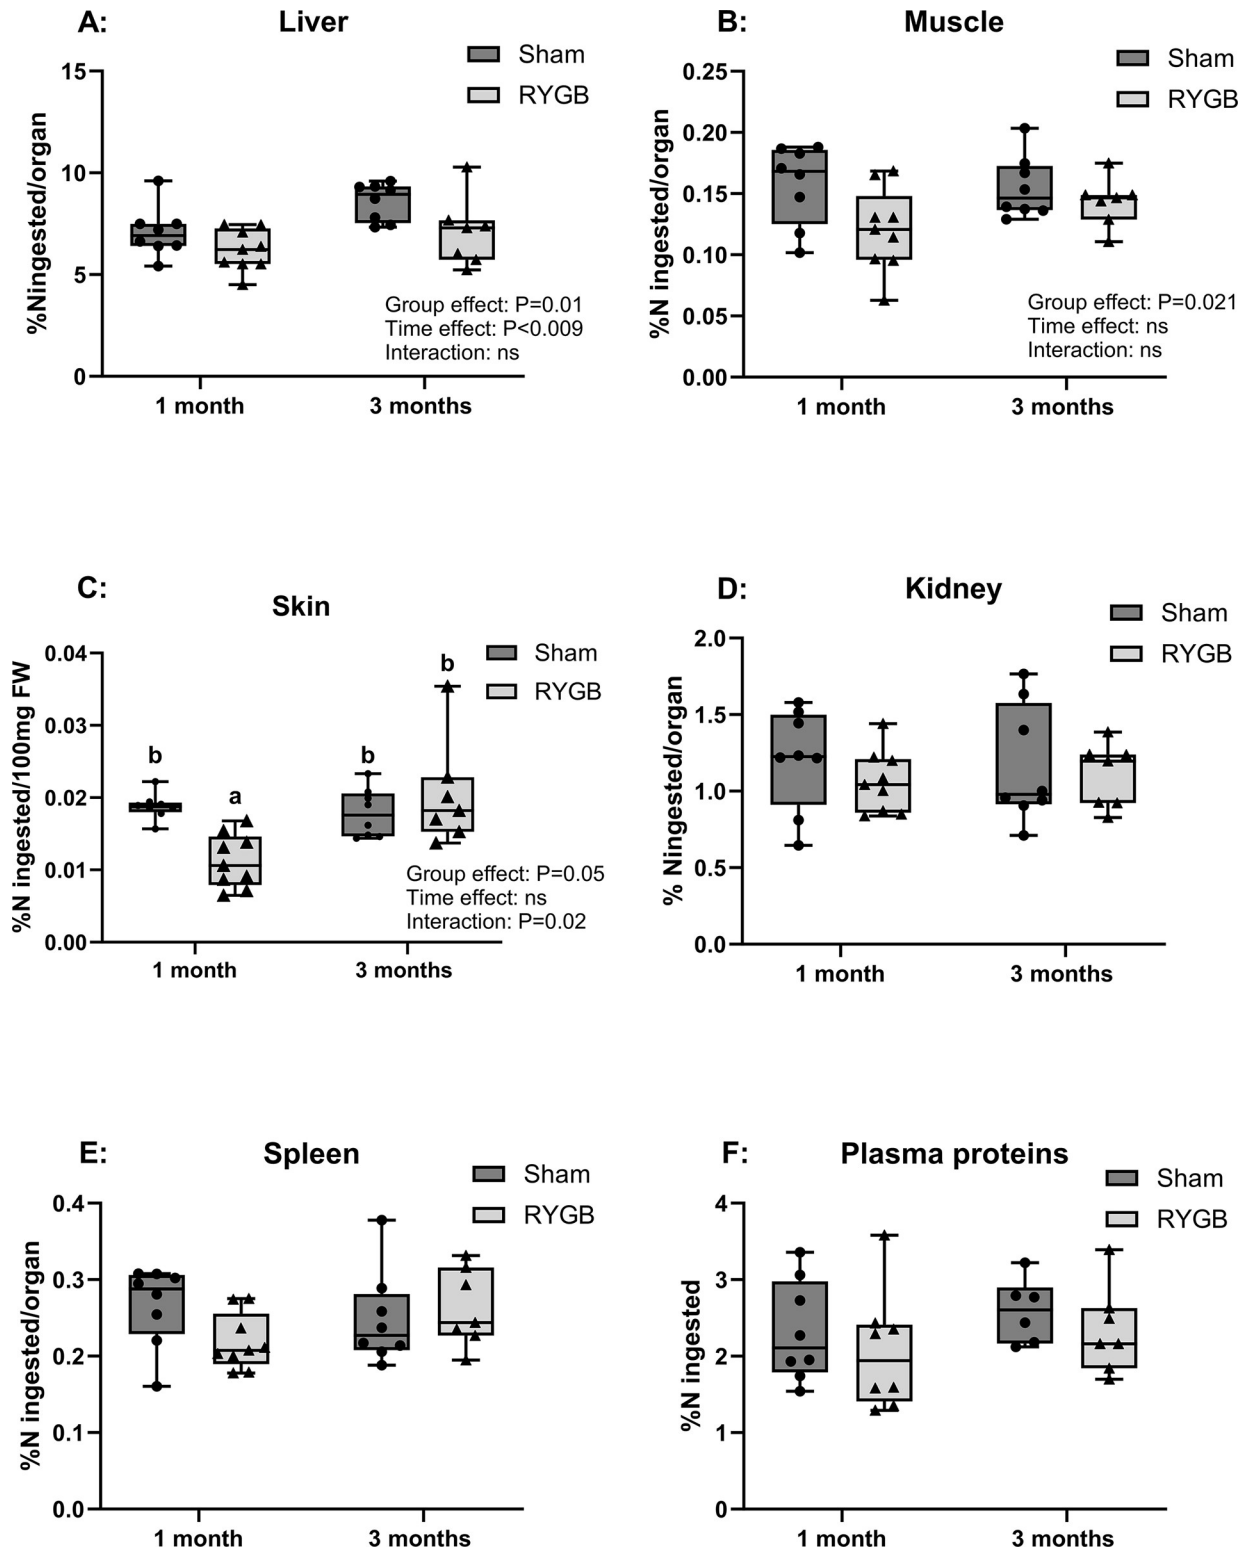 A:
Liver
Sham
RYGB
%Ningested/organ
15
10
5
0
Group effect: P=0.01
Time effect: P<0.009
Interaction: ns
1 month
3 months
B:
Muscle
Sham
RYGB
%N ingested/organ
0.25
0.20
0.15
0.10
0.05
0.00
Group effect: P=0.021
Time effect: ns
Interaction: ns
1 month
3 months
C:
Skin
Sham
RYGB
%N ingested/100mg FW
0.04
0.03
0.02
0.01
0.00
b
a
b
b
Group effect: P=0.05
Time effect: ns
Interaction: P=0.02
1 month
3 months
D:
Kidney
Sham
RYGB
% Ningested/organ
2.0
1.5
1.0
0.5
0.0
1 month
3 months
E:
Spleen
Sham
RYGB
%N ingested/organ
0.4
0.3
0.2
0.1
0.0
1 month
3 months
F:
Plasma proteins
Sham
RYGB
%N ingested
4
3
2
1
0
1 month
3 months